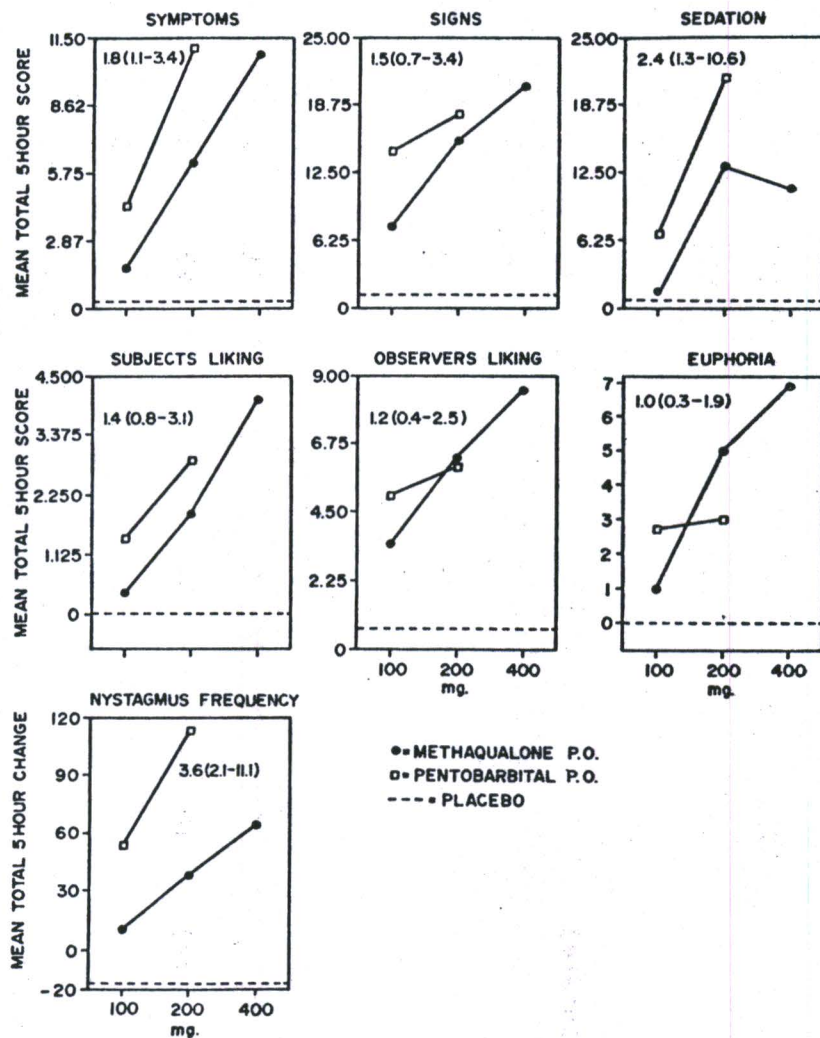 SYMPTOMS
MEAN TOTAL 5 HOUR SCORE
11.50
8.62
5.75
2.87
0
1.8 (1.1-3.4)
SIGNS
25.00
18.75
12.50
6.25
0
1.5 (0.7-3.4)
SEDATION
25.00
18.75
12.50
6.25
0
2.4 (1.3-10.6)
SUBJECTS LIKING
MEAN TOTAL 5 HOUR SCORE
4.500
3.375
2.250
1.125
0
1.4 (0.8-3.1)
OBSERVERS LIKING
9.00
6.75
4.50
2.25
0
1.2 (0.4-2.5)
100 200 400
mg.
EUPHORIA
7
6
5
4
3
2
1
0
1.0 (0.3-1.9)
100 200 400
mg.
NYSTAGMUS FREQUENCY
MEAN TOTAL 5 HOUR CHANGE
120
90
60
30
0
-20
3.6 (2.1-11.1)
100 200 400
mg.
●= METHAQUALONE P.O.
□= PENTOBARBITAL P.O.
----= PLACEBO